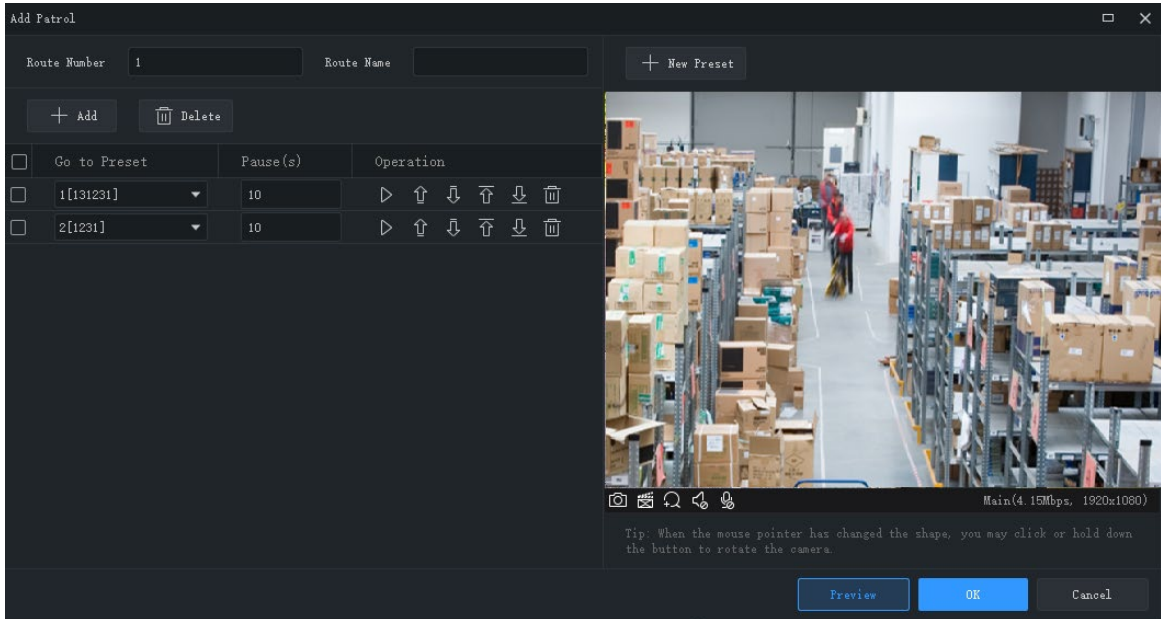 Add Patrol
Route Number 1 Route Name
New Preset
Add Delete
Go to Preset Pause(s) Operation
1[131231] 10
2[1231] 10
Main(4.15Mbps, 1920x1080)
Tip: When the mouse pointer has changed the shape, you may click or hold down
the button to rotate the camera.
Preview OK Cancel